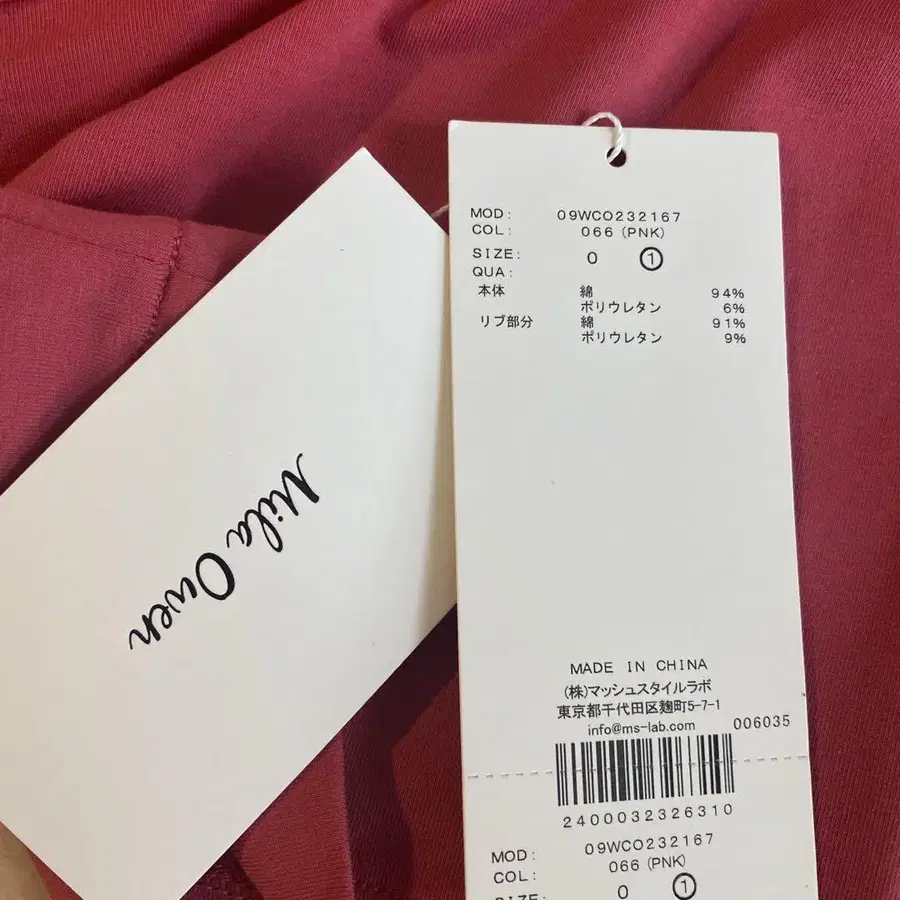 Mila Owen
MOD: 09WCO232167
COL: 066 (PNK)
SIZE: 0 ①
QUA:
本体 綿 94%
ポリウレタン 6%
リブ部分 綿 91%
ポリウレタン 9%
MADE IN CHINA
(株)マッシュスタイルラボ
東京都千代田区麹町5-7-1
info@ms-lab.com 006035
2400032326310
MOD: 09WCO232167
COL: 066 (PNK)
SIZE: 0 ①